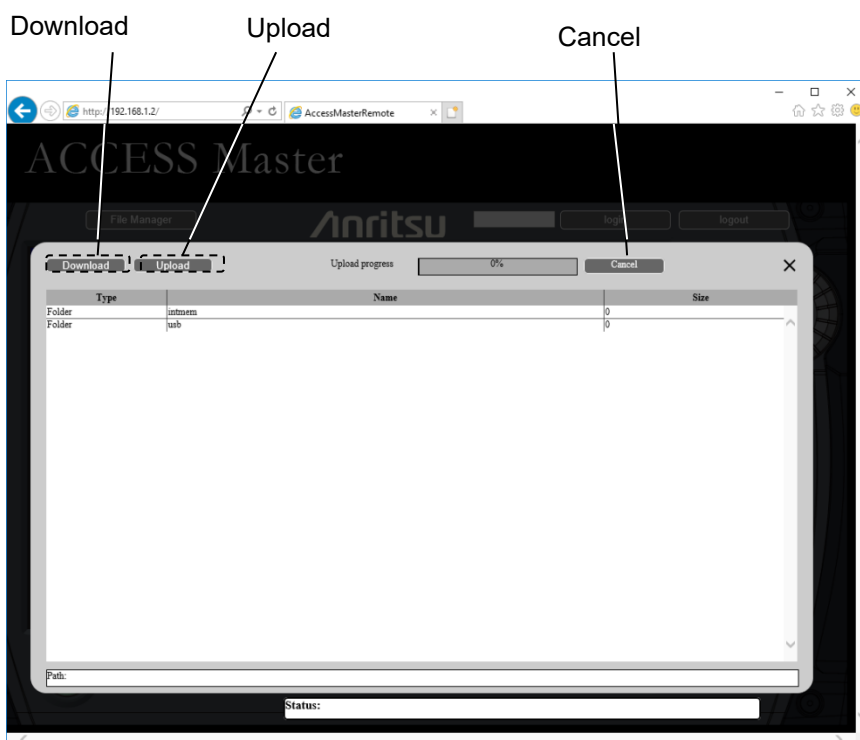 Download Upload Cancel
http://192.168.1.2/ AccessMasterRemote
ACCESS Master
File Manager Anritsu login logout
Download Upload Upload progress 0% Cancel
Type Name Size
Folder intmem 0
Folder usb 0
Path:
Status: